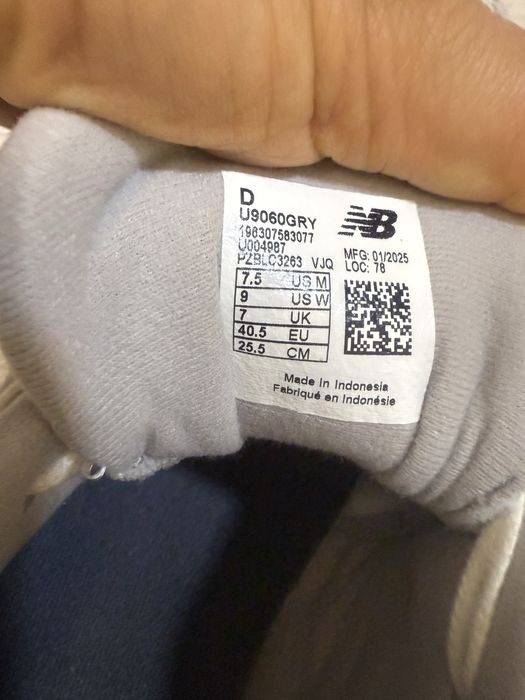 D
U9060GRY
NB
196307583077
U004987
PZBLC3263 VJQ
MFG: 01/2025
LOC: 78
7.5 US M
9 US W
7 UK
40.5 EU
25.5 CM
Made In Indonesia
Fabriqué en Indonésie